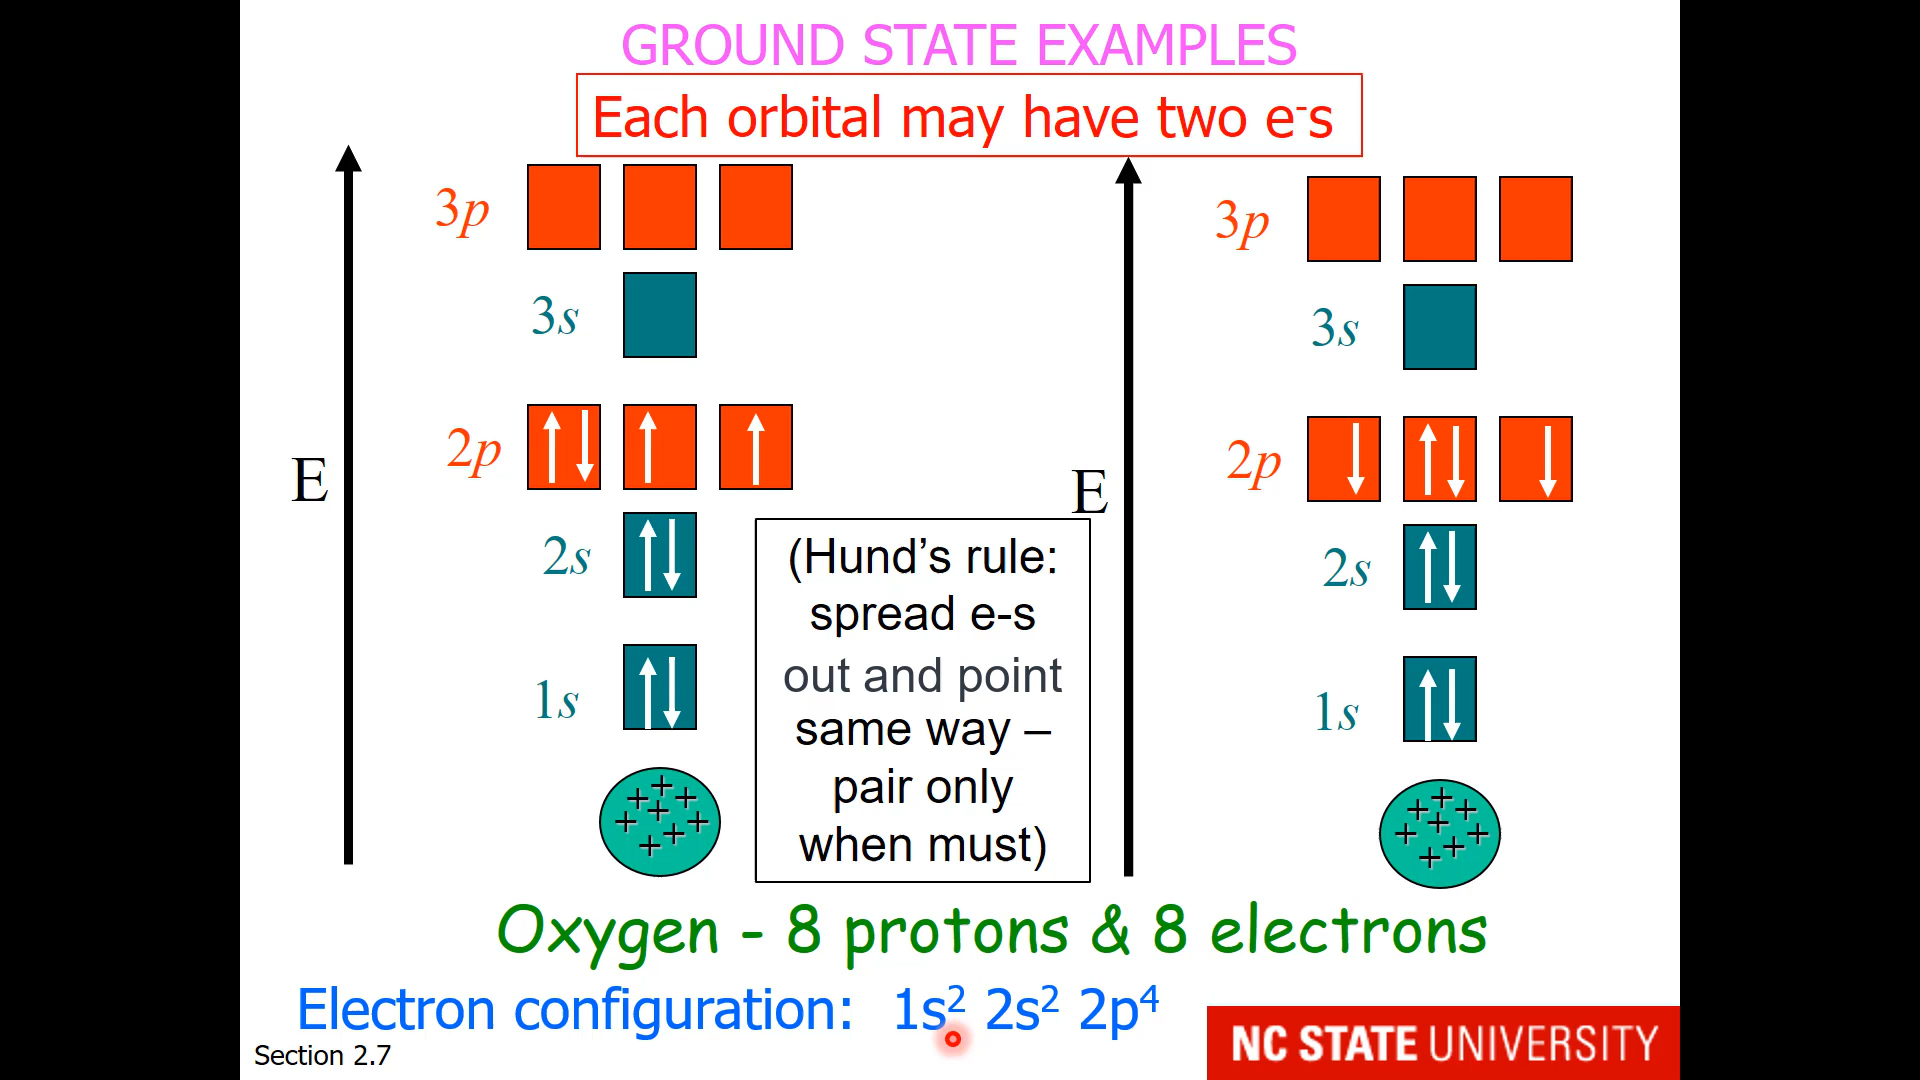 GROUND STATE EXAMPLES
Each orbital may have two e⁻s
3p
3s
2p
E
2s
1s
+ + + + + + + +
(Hund’s rule:
spread e-s
out and point
same way –
pair only
when must)
3p
3s
2p
E
2s
1s
+ + + + + + + +
Oxygen - 8 protons & 8 electrons
Electron configuration: 1s² 2s² 2p⁴
Section 2.7
NC STATE UNIVERSITY